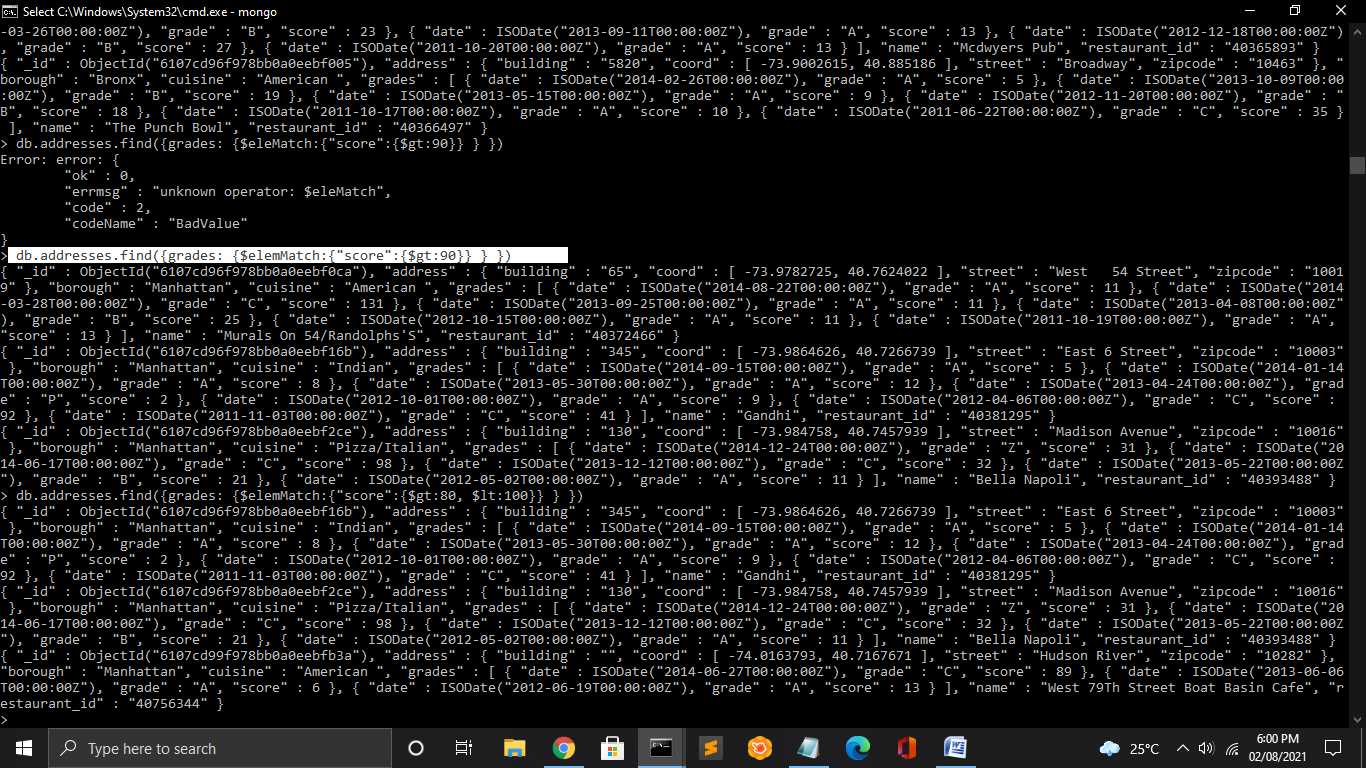 Select C:\Windows\System32\cmd.exe - mongo
-03-26T00:00:00Z"), "grade" : "B", "score" : 23 }, { "date" : ISODate("2013-09-11T00:00:00Z"), "grade" : "A", "score" : 13 }, { "date" : ISODate("2012-12-18T00:00:00Z")
, "grade" : "B", "score" : 27 }, { "date" : ISODate("2011-10-20T00:00:00Z"), "grade" : "A", "score" : 13 } ], "name" : "Mcdwyers Pub", "restaurant_id" : "40365893" }
{ "_id" : ObjectId("6107cd96f978bb0a0eebf005"), "address" : { "building" : "5820", "coord" : [ -73.9002615, 40.885186 ], "street" : "Broadway", "zipcode" : "10463" }, "
borough" : "Bronx", "cuisine" : "American ", "grades" : [ { "date" : ISODate("2014-02-26T00:00:00Z"), "grade" : "A", "score" : 5 }, { "date" : ISODate("2013-10-09T00:00
:00Z"), "grade" : "B", "score" : 19 }, { "date" : ISODate("2013-05-15T00:00:00Z"), "grade" : "A", "score" : 9 }, { "date" : ISODate("2012-11-20T00:00:00Z"), "grade" : "
B", "score" : 18 }, { "date" : ISODate("2011-10-17T00:00:00Z"), "grade" : "A", "score" : 10 }, { "date" : ISODate("2011-06-22T00:00:00Z"), "grade" : "C", "score" : 35 }
 ], "name" : "The Punch Bowl", "restaurant_id" : "40366497" }
> db.addresses.find({grades: {$eleMatch:{"score":{$gt:90}} } })
Error: error: {
        "ok" : 0,
        "errmsg" : "unknown operator: $eleMatch",
        "code" : 2,
        "codeName" : "BadValue"
}
> db.addresses.find({grades: {$elemMatch:{"score":{$gt:90}} } })
{ "_id" : ObjectId("6107cd96f978bb0a0eebf0ca"), "address" : { "building" : "65", "coord" : [ -73.9782725, 40.7624022 ], "street" : "West   54 Street", "zipcode" : "1001
9" }, "borough" : "Manhattan", "cuisine" : "American ", "grades" : [ { "date" : ISODate("2014-08-22T00:00:00Z"), "grade" : "A", "score" : 11 }, { "date" : ISODate("2014
-03-28T00:00:00Z"), "grade" : "C", "score" : 131 }, { "date" : ISODate("2013-09-25T00:00:00Z"), "grade" : "A", "score" : 11 }, { "date" : ISODate("2013-04-08T00:00:00Z"
), "grade" : "B", "score" : 25 }, { "date" : ISODate("2012-10-15T00:00:00Z"), "grade" : "A", "score" : 11 }, { "date" : ISODate("2011-10-19T00:00:00Z"), "grade" : "A",
"score" : 13 } ], "name" : "Murals On 54/Randolphs'S", "restaurant_id" : "40372466" }
{ "_id" : ObjectId("6107cd96f978bb0a0eebf16b"), "address" : { "building" : "345", "coord" : [ -73.9864626, 40.7266739 ], "street" : "East 6 Street", "zipcode" : "10003"
 }, "borough" : "Manhattan", "cuisine" : "Indian", "grades" : [ { "date" : ISODate("2014-09-15T00:00:00Z"), "grade" : "A", "score" : 5 }, { "date" : ISODate("2014-01-14
T00:00:00Z"), "grade" : "A", "score" : 8 }, { "date" : ISODate("2013-05-30T00:00:00Z"), "grade" : "A", "score" : 12 }, { "date" : ISODate("2013-04-24T00:00:00Z"), "grad
e" : "P", "score" : 2 }, { "date" : ISODate("2012-10-01T00:00:00Z"), "grade" : "A", "score" : 9 }, { "date" : ISODate("2012-04-06T00:00:00Z"), "grade" : "C", "score" :
92 }, { "date" : ISODate("2011-11-03T00:00:00Z"), "grade" : "C", "score" : 41 } ], "name" : "Gandhi", "restaurant_id" : "40381295" }
{ "_id" : ObjectId("6107cd96f978bb0a0eebf2ce"), "address" : { "building" : "130", "coord" : [ -73.984758, 40.7457939 ], "street" : "Madison Avenue", "zipcode" : "10016"
 }, "borough" : "Manhattan", "cuisine" : "Pizza/Italian", "grades" : [ { "date" : ISODate("2014-12-24T00:00:00Z"), "grade" : "Z", "score" : 31 }, { "date" : ISODate("20
14-06-17T00:00:00Z"), "grade" : "C", "score" : 98 }, { "date" : ISODate("2013-12-12T00:00:00Z"), "grade" : "C", "score" : 32 }, { "date" : ISODate("2013-05-22T00:00:00Z
"), "grade" : "B", "score" : 21 }, { "date" : ISODate("2012-05-02T00:00:00Z"), "grade" : "A", "score" : 11 } ], "name" : "Bella Napoli", "restaurant_id" : "40393488" }
> db.addresses.find({grades: {$elemMatch:{"score":{$gt:80, $lt:100}} } })
{ "_id" : ObjectId("6107cd96f978bb0a0eebf16b"), "address" : { "building" : "345", "coord" : [ -73.9864626, 40.7266739 ], "street" : "East 6 Street", "zipcode" : "10003"
 }, "borough" : "Manhattan", "cuisine" : "Indian", "grades" : [ { "date" : ISODate("2014-09-15T00:00:00Z"), "grade" : "A", "score" : 5 }, { "date" : ISODate("2014-01-14
T00:00:00Z"), "grade" : "A", "score" : 8 }, { "date" : ISODate("2013-05-30T00:00:00Z"), "grade" : "A", "score" : 12 }, { "date" : ISODate("2013-04-24T00:00:00Z"), "grad
e" : "P", "score" : 2 }, { "date" : ISODate("2012-10-01T00:00:00Z"), "grade" : "A", "score" : 9 }, { "date" : ISODate("2012-04-06T00:00:00Z"), "grade" : "C", "score" :
92 }, { "date" : ISODate("2011-11-03T00:00:00Z"), "grade" : "C", "score" : 41 } ], "name" : "Gandhi", "restaurant_id" : "40381295" }
{ "_id" : ObjectId("6107cd96f978bb0a0eebf2ce"), "address" : { "building" : "130", "coord" : [ -73.984758, 40.7457939 ], "street" : "Madison Avenue", "zipcode" : "10016"
 }, "borough" : "Manhattan", "cuisine" : "Pizza/Italian", "grades" : [ { "date" : ISODate("2014-12-24T00:00:00Z"), "grade" : "Z", "score" : 31 }, { "date" : ISODate("20
14-06-17T00:00:00Z"), "grade" : "C", "score" : 98 }, { "date" : ISODate("2013-12-12T00:00:00Z"), "grade" : "C", "score" : 32 }, { "date" : ISODate("2013-05-22T00:00:00Z
"), "grade" : "B", "score" : 21 }, { "date" : ISODate("2012-05-02T00:00:00Z"), "grade" : "A", "score" : 11 } ], "name" : "Bella Napoli", "restaurant_id" : "40393488" }
{ "_id" : ObjectId("6107cd99f978bb0a0eebfb3a"), "address" : { "building" : "", "coord" : [ -74.0163793, 40.7167671 ], "street" : "Hudson River", "zipcode" : "10282" },
"borough" : "Manhattan", "cuisine" : "American ", "grades" : [ { "date" : ISODate("2014-06-27T00:00:00Z"), "grade" : "C", "score" : 89 }, { "date" : ISODate("2013-06-06
T00:00:00Z"), "grade" : "A", "score" : 6 }, { "date" : ISODate("2012-06-19T00:00:00Z"), "grade" : "A", "score" : 13 } ], "name" : "West 79Th Street Boat Basin Cafe", "r
estaurant_id" : "40756344" }
>
Type here to search
25°C
6:00 PM
02/08/2021